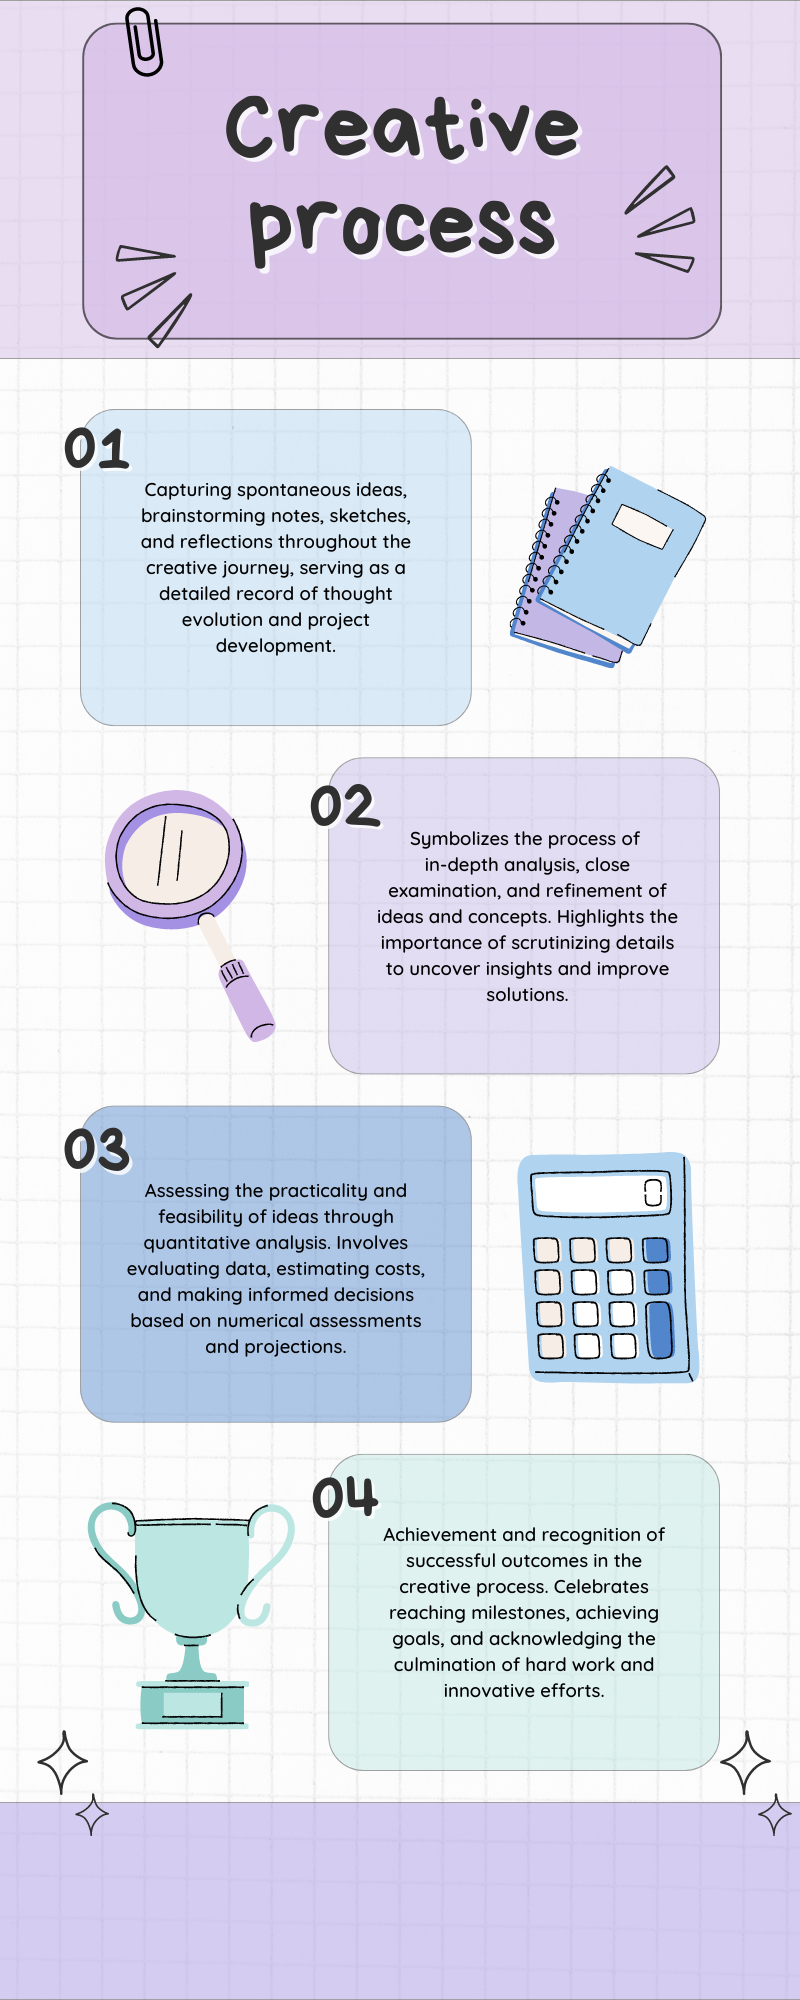 Creative
process
01
Capturing spontaneous ideas,
brainstorming notes, sketches,
and reflections throughout the
creative journey, serving as a
detailed record of thought
evolution and project
development.
02
Symbolizes the process of
in-depth analysis, close
examination, and refinement of
ideas and concepts. Highlights the
importance of scrutinizing details
to uncover insights and improve
solutions.
03
Assessing the practicality and
feasibility of ideas through
quantitative analysis. Involves
evaluating data, estimating costs,
and making informed decisions
based on numerical assessments
and projections.
0
04
Achievement and recognition of
successful outcomes in the
creative process. Celebrates
reaching milestones, achieving
goals, and acknowledging the
culmination of hard work and
innovative efforts.